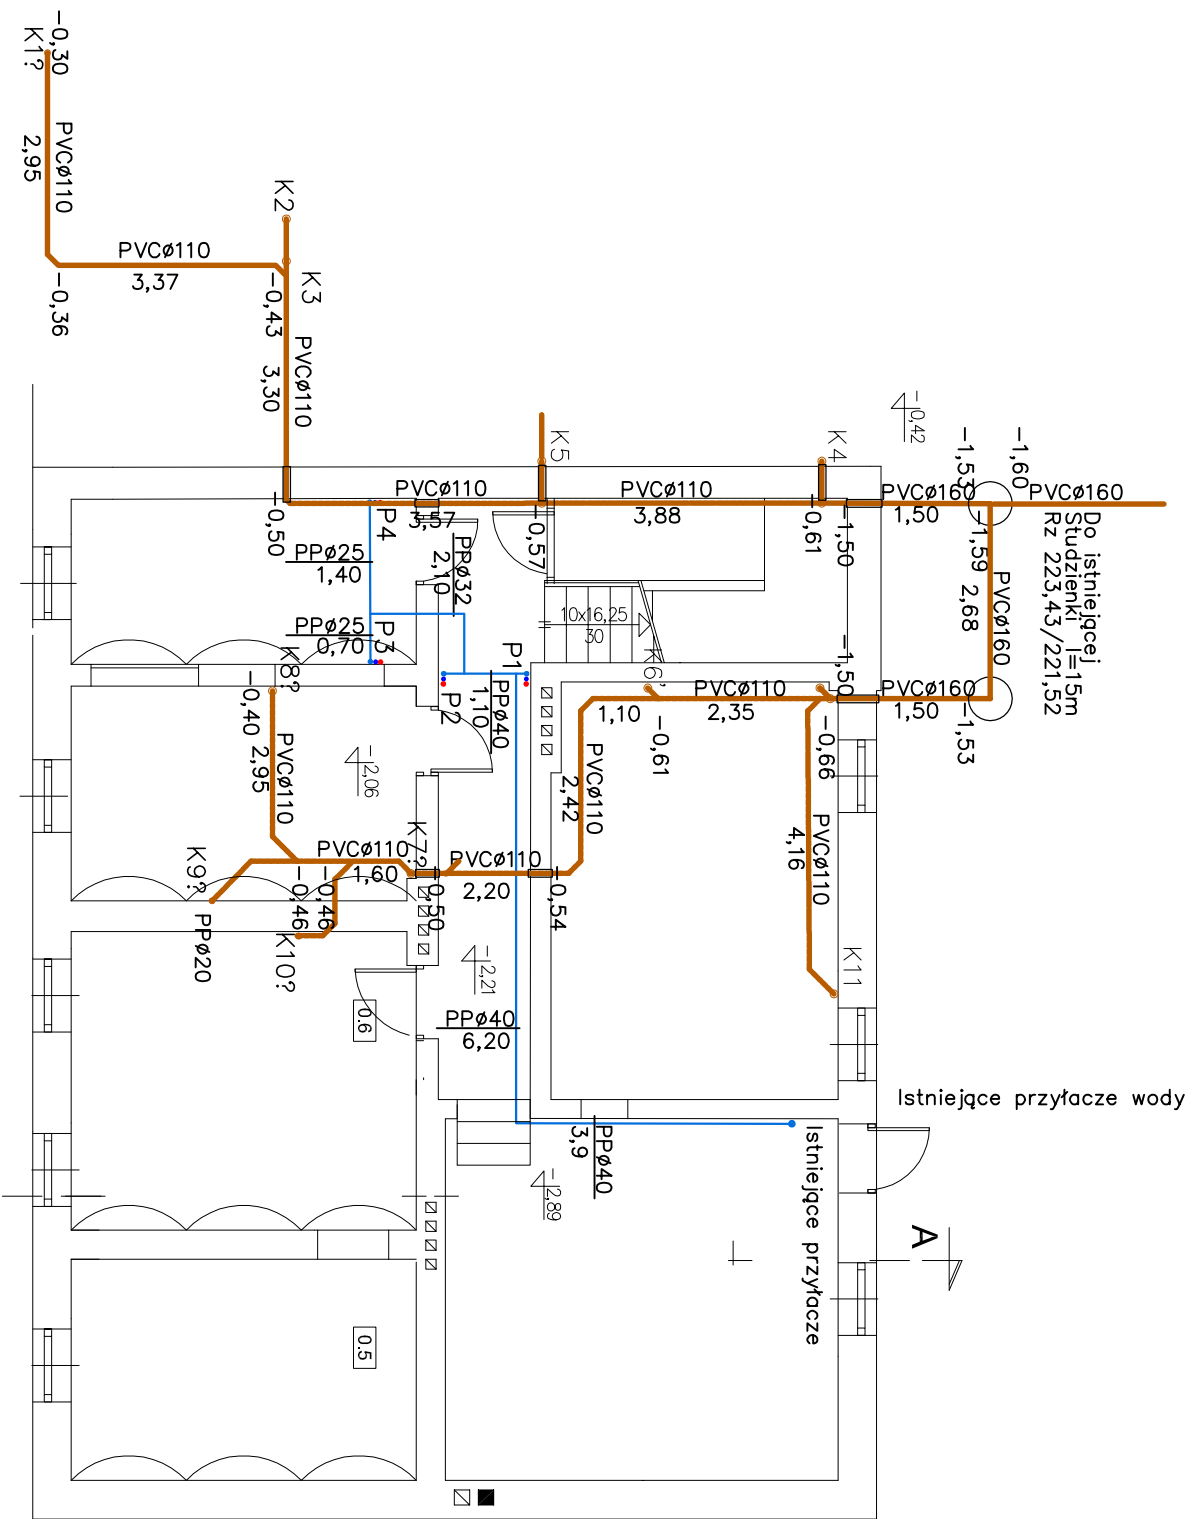 -0,30
K1?
PVCø110
2,95
-0,36
PVCø110
3,37
K2
K3
-0,43
PVCø110
3,30
-0,50
PVCø110
3,57
K5
-0,57
PVCø110
3,88
K4
-0,61
-1,50
-0,42
PVCø160
1,50
-1,53
-1,60
PVCø160
Do istniejącej
Studzienki l=15m
Rz 223,43/221,52
-1,59
PVCø160
2,68
PVCø160
1,50
-1,53
-1,50
P4
PPø25
1,40
PPø32
2,10
PPø25
0,70
P3
10x16,25
30
P1
P2
PPø40
1,10
K8?
-0,40
PVCø110
2,95
-2,06
K6'
PVCø110
1,10
2,35
-0,61
-0,66
PVCø110
2,42
PVCø110
4,16
K11
K7?
PVCø110
1,60
PVCø110
2,20
-0,50
-0,54
K9?
PPø20
-0,46
-0,46
K10?
-2,21
0.6
PPø40
6,20
PPø40
3,9
-2,89
Istniejące przyłacze wody
Istniejące przyłacze
A
0.5